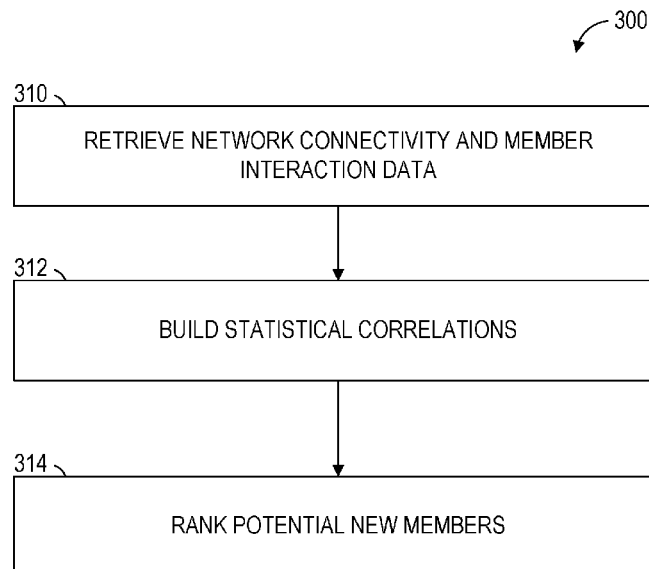 300
310
RETRIEVE NETWORK CONNECTIVITY AND MEMBER
INTERACTION DATA
312
BUILD STATISTICAL CORRELATIONS
314
RANK POTENTIAL NEW MEMBERS